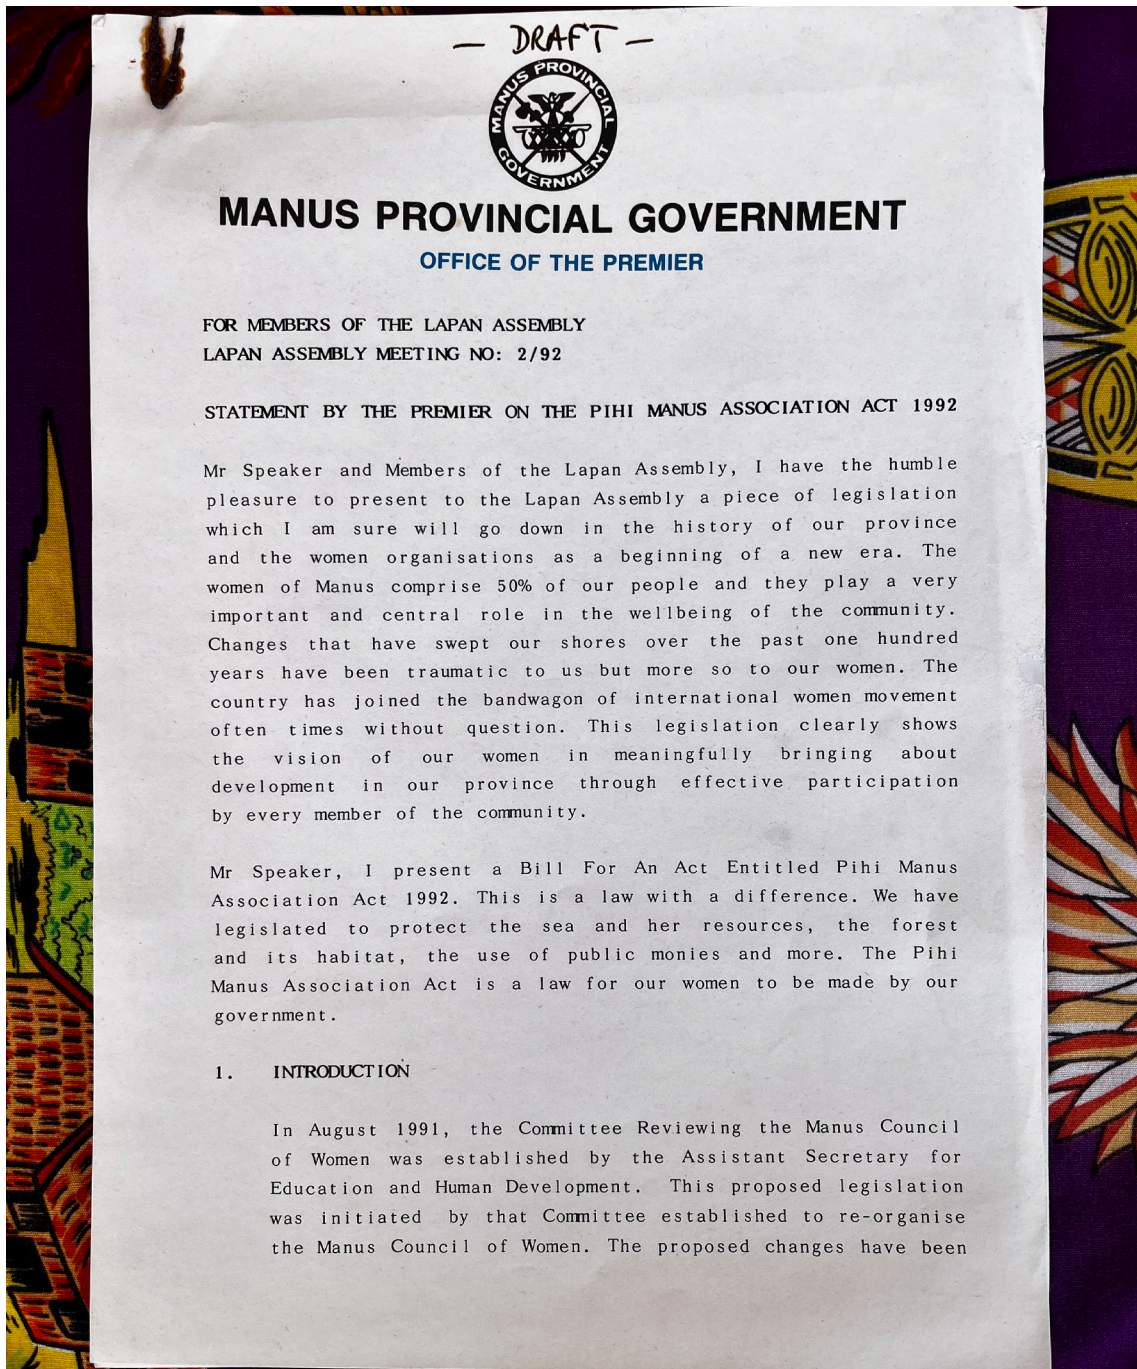 — DRAFT —
MANUS PROVINCIAL
GOVERNMENT
MANUS PROVINCIAL GOVERNMENT
OFFICE OF THE PREMIER
FOR MEMBERS OF THE LAPAN ASSEMBLY
LAPAN ASSEMBLY MEETING NO: 2/92
STATEMENT BY THE PREMIER ON THE PIHI MANUS ASSOCIATION ACT 1992
Mr Speaker and Members of the Lapan Assembly, I have the humble
pleasure to present to the Lapan Assembly a piece of legislation
which I am sure will go down in the history of our province
and the women organisations as a beginning of a new era. The
women of Manus comprise 50% of our people and they play a very
important and central role in the wellbeing of the community.
Changes that have swept our shores over the past one hundred
years have been traumatic to us but more so to our women. The
country has joined the bandwagon of international women movement
often times without question. This legislation clearly shows
the vision of our women in meaningfully bringing about
development in our province through effective participation
by every member of the community.
Mr Speaker, I present a Bill For An Act Entitled Pihi Manus
Association Act 1992. This is a law with a difference. We have
legislated to protect the sea and her resources, the forest
and its habitat, the use of public monies and more. The Pihi
Manus Association Act is a law for our women to be made by our
government.
1. INTRODUCTION
In August 1991, the Committee Reviewing the Manus Council
of Women was established by the Assistant Secretary for
Education and Human Development. This proposed legislation
was initiated by that Committee established to re-organise
the Manus Council of Women. The proposed changes have been